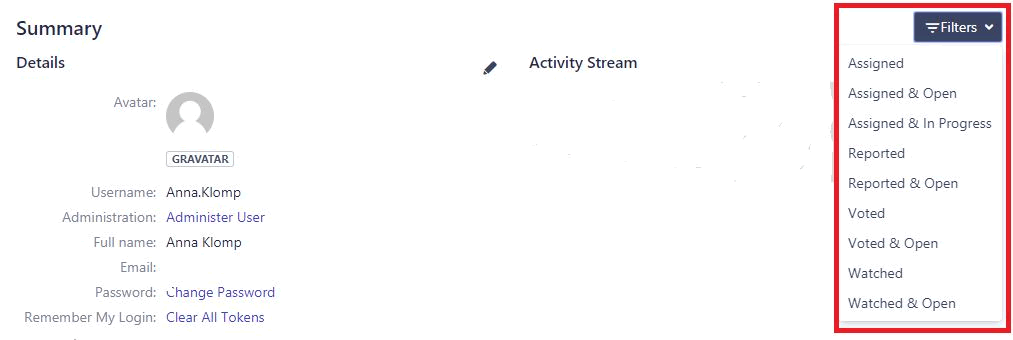 Summary
Filters
Details
Activity Stream
Avatar:
GRAVATAR
Username: Anna.Klomp
Administration: Administer User
Full name: Anna Klomp
Email:
Password: Change Password
Remember My Login: Clear All Tokens
Assigned
Assigned & Open
Assigned & In Progress
Reported
Reported & Open
Voted
Voted & Open
Watched
Watched & Open